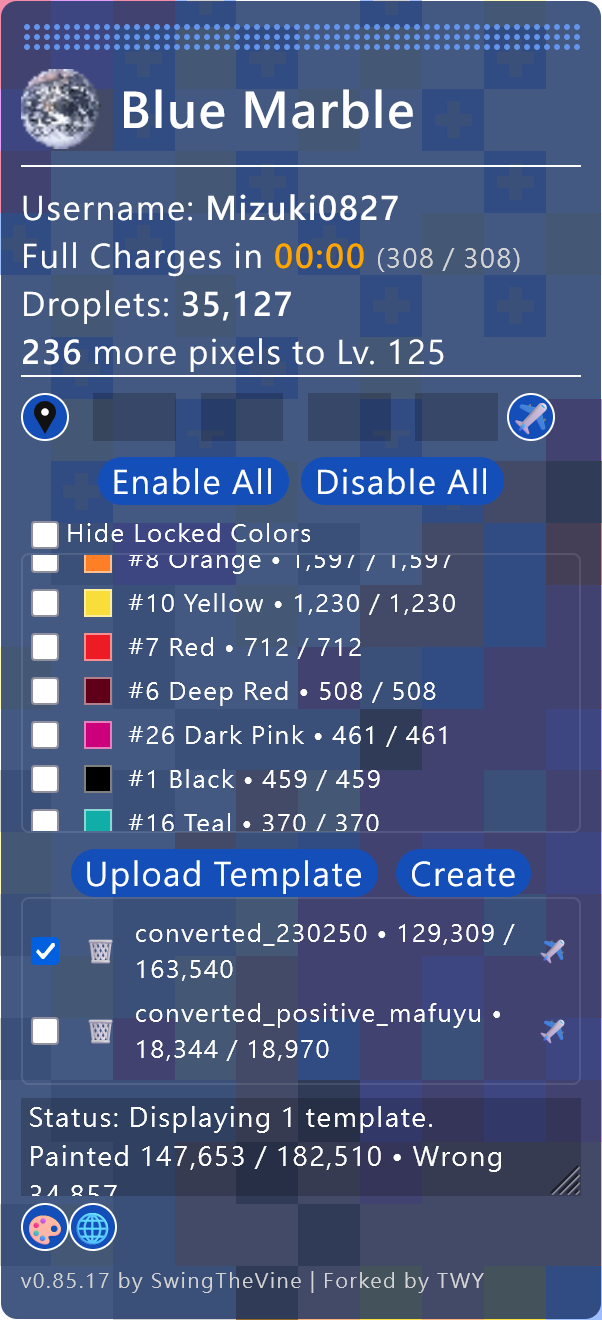 Blue Marble
Username: Mizuki0827
Full Charges in 00:00 (308 / 308)
Droplets: 35,127
236 more pixels to Lv. 125
Enable All Disable All
Hide Locked Colors
#8 Orange • 1,597 / 1,597
#10 Yellow • 1,230 / 1,230
#7 Red • 712 / 712
#6 Deep Red • 508 / 508
#26 Dark Pink • 461 / 461
#1 Black • 459 / 459
#16 Teal • 370 / 370
Upload Template Create
converted_230250 • 129,309 /
163,540
converted_positive_mafuyu •
18,344 / 18,970
Status: Displaying 1 template.
Painted 147,653 / 182,510 • Wrong
34,857
v0.85.17 by SwingTheVine | Forked by TWY